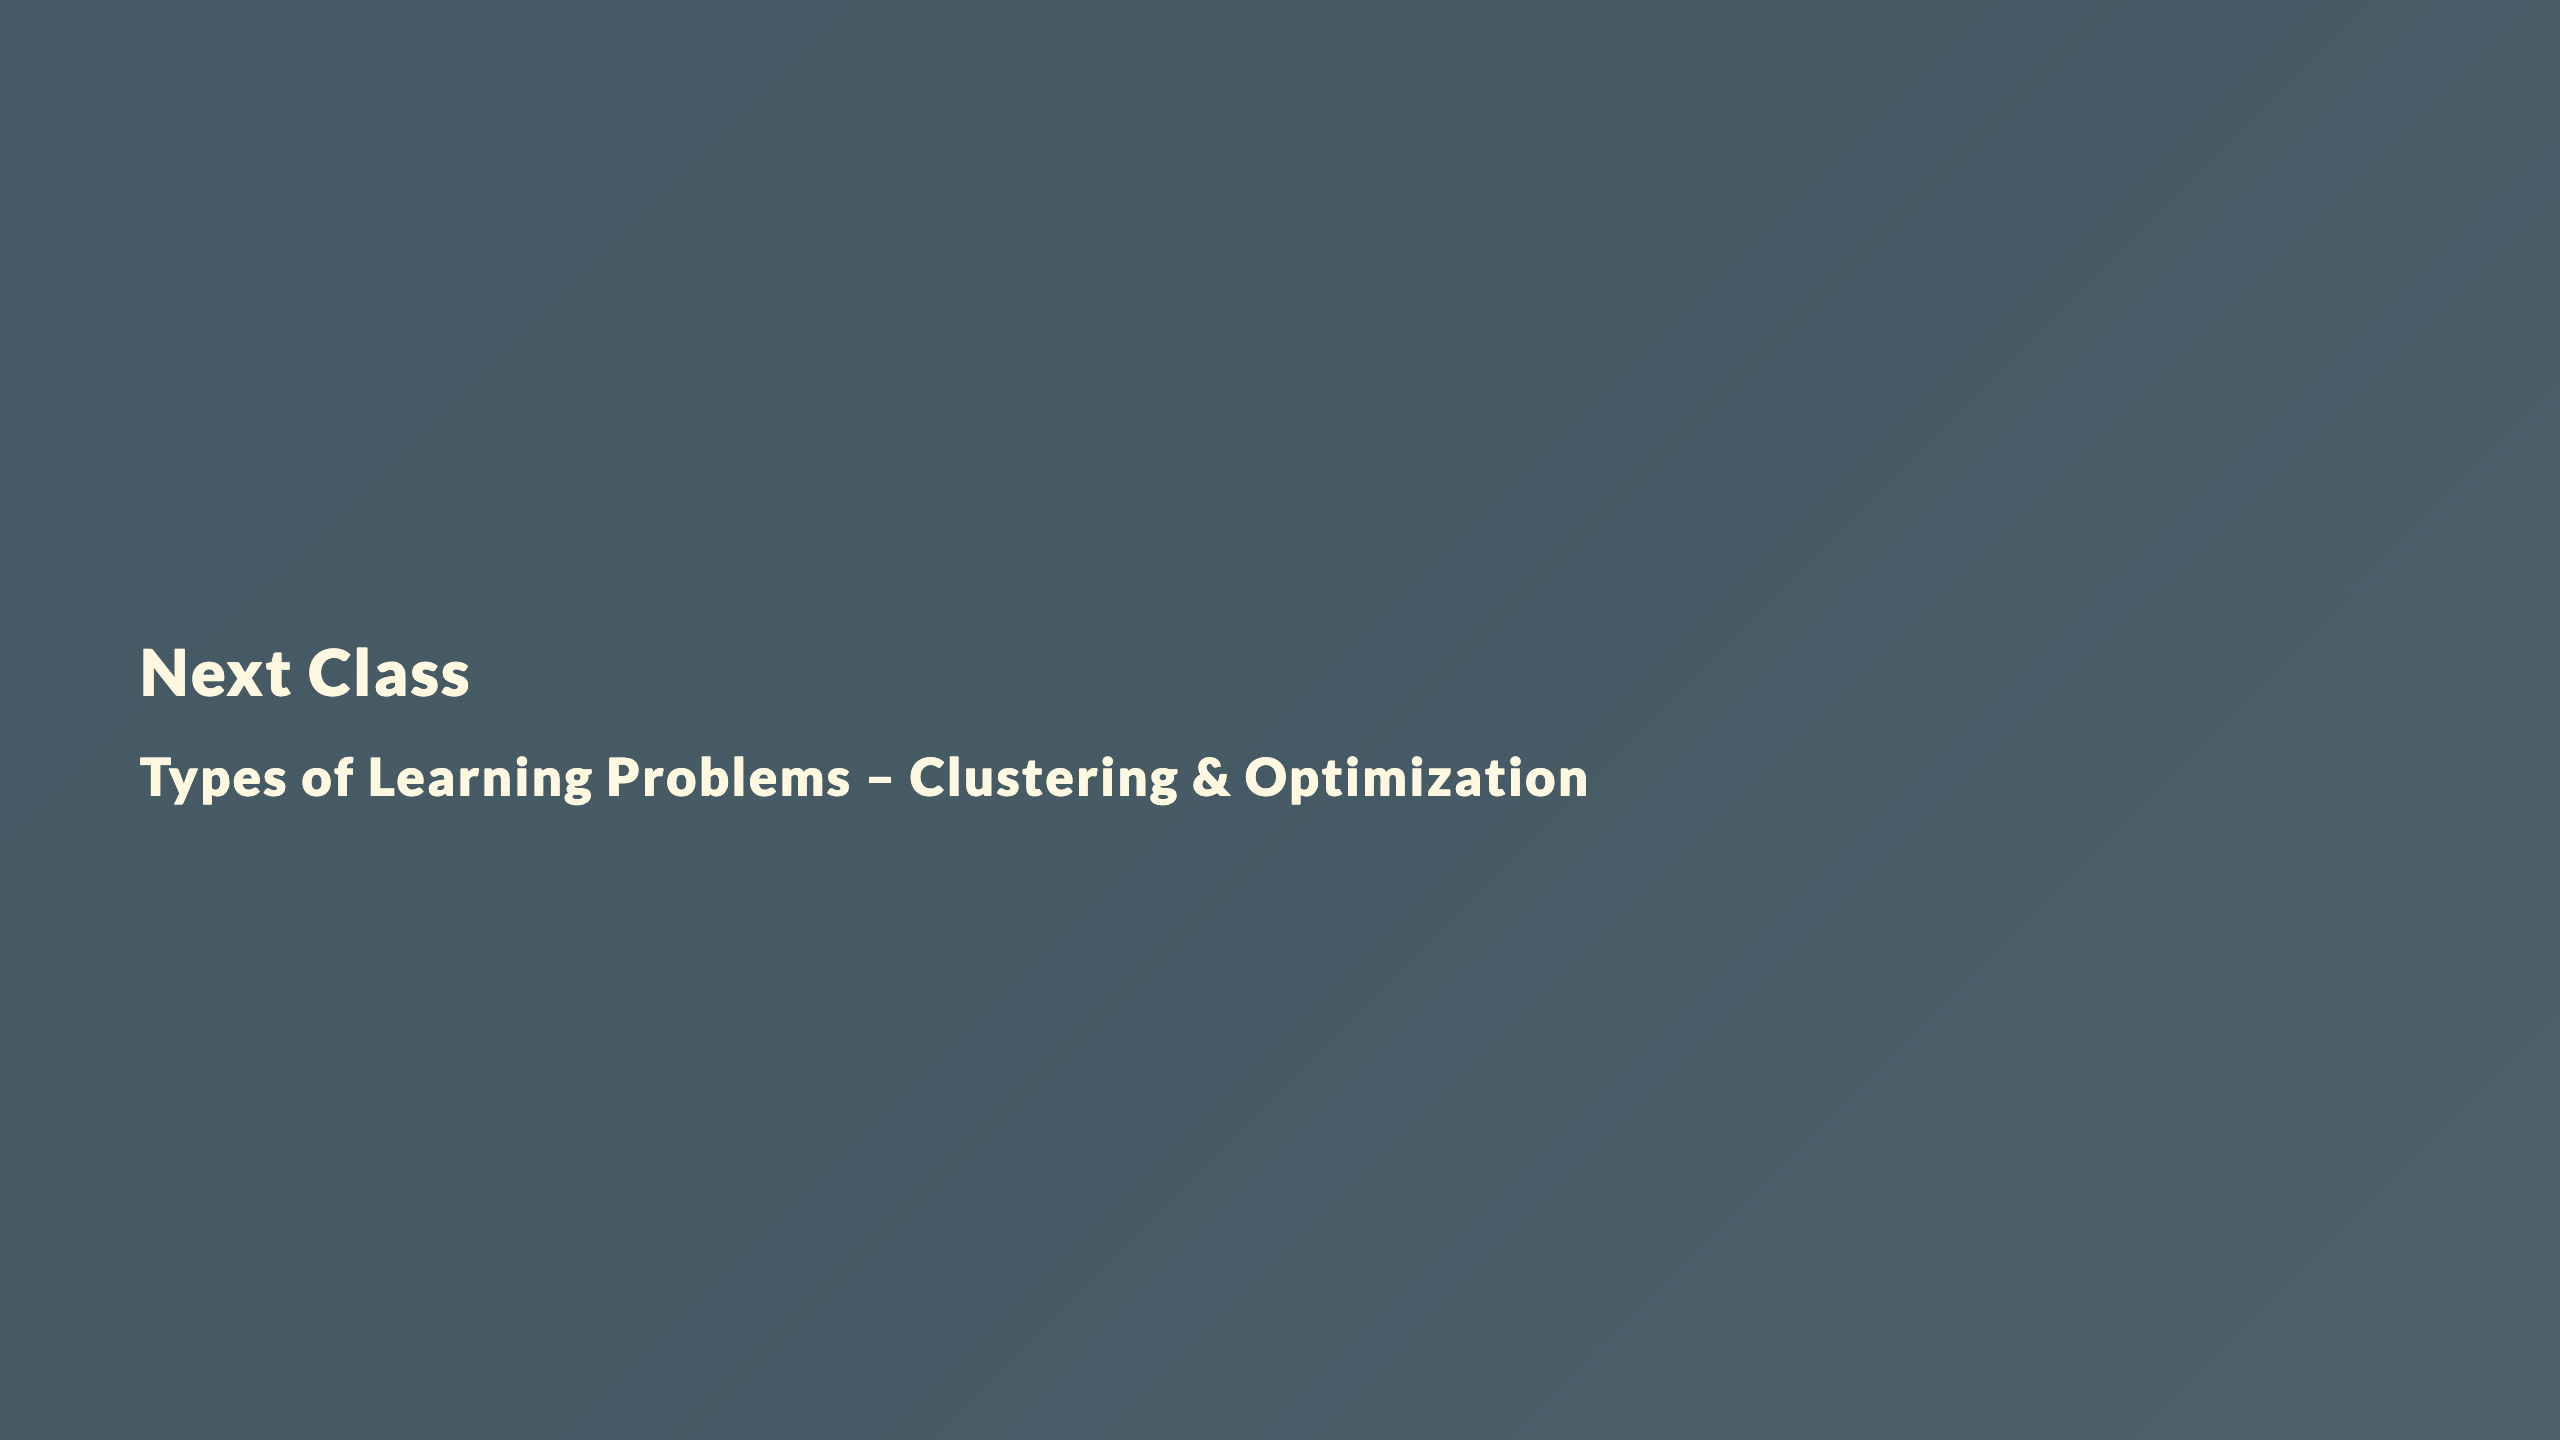 Next Class
Types of Learning Problems – Clustering & Optimization